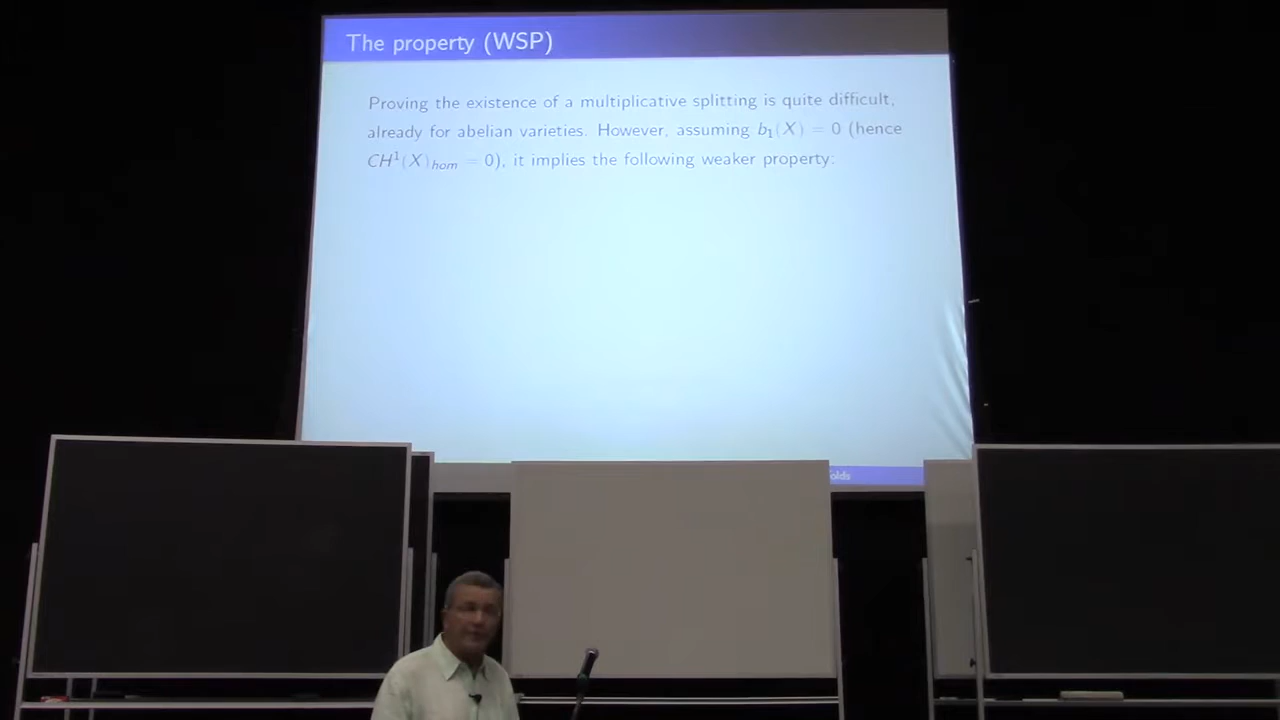 The property (WSP)
Proving the existence of a multiplicative splitting is quite difficult,
already for abelian varieties. However, assuming b₁(X) = 0 (hence
CH¹(X)ₕₒₘ = 0), it implies the following weaker property:
olds